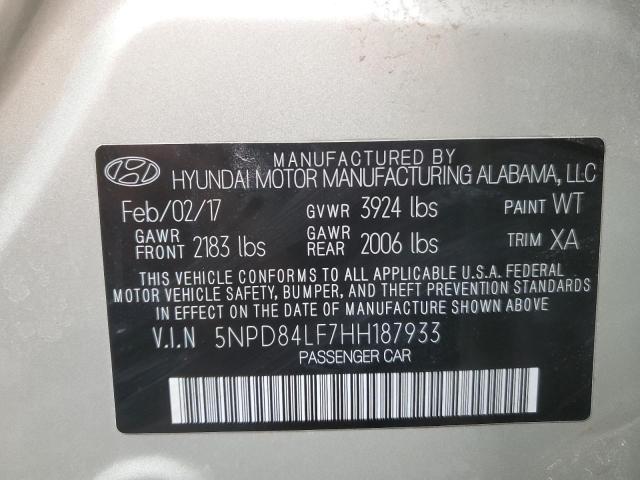 MANUFACTURED BY
HYUNDAI MOTOR MANUFACTURING ALABAMA, LLC
Feb/02/17 GVWR 3924 lbs PAINT WT
GAWR FRONT 2183 lbs GAWR REAR 2006 lbs TRIM XA
THIS VEHICLE CONFORMS TO ALL APPLICABLE U.S.A. FEDERAL
MOTOR VEHICLE SAFETY, BUMPER, AND THEFT PREVENTION STANDARDS
IN EFFECT ON THE DATE OF MANUFACTURE SHOWN ABOVE
V.I.N 5NPD84LF7HH187933
PASSENGER CAR